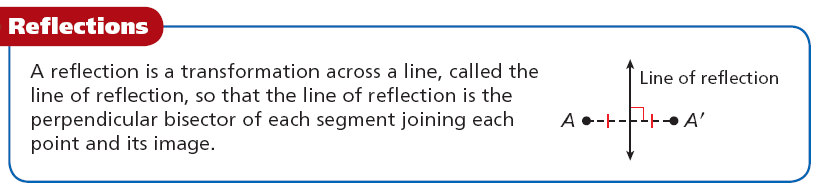 Reflections
A reflection is a transformation across a line, called the
line of reflection, so that the line of reflection is the
perpendicular bisector of each segment joining each
point and its image.
Line of reflection
A A′